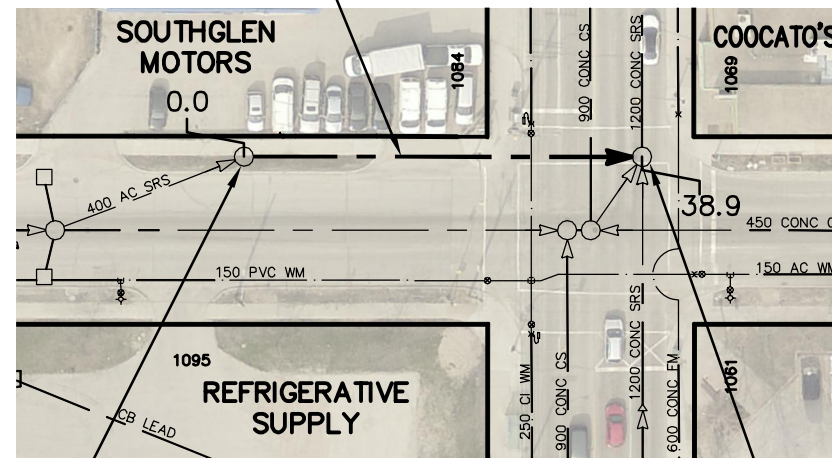 SOUTHGLEN
MOTORS
0.0
1084
900 CONC CS
1200 CONC SRS
COOCATO'S
1069
400 AC SRS
38.9
450 CONC
150 PVC WM
150 AC WM
1095
REFRIGERATIVE
SUPPLY
CB LEAD
250 CI WM
900 CONC CS
1200 CONC SRS
600 CONC FM
1061